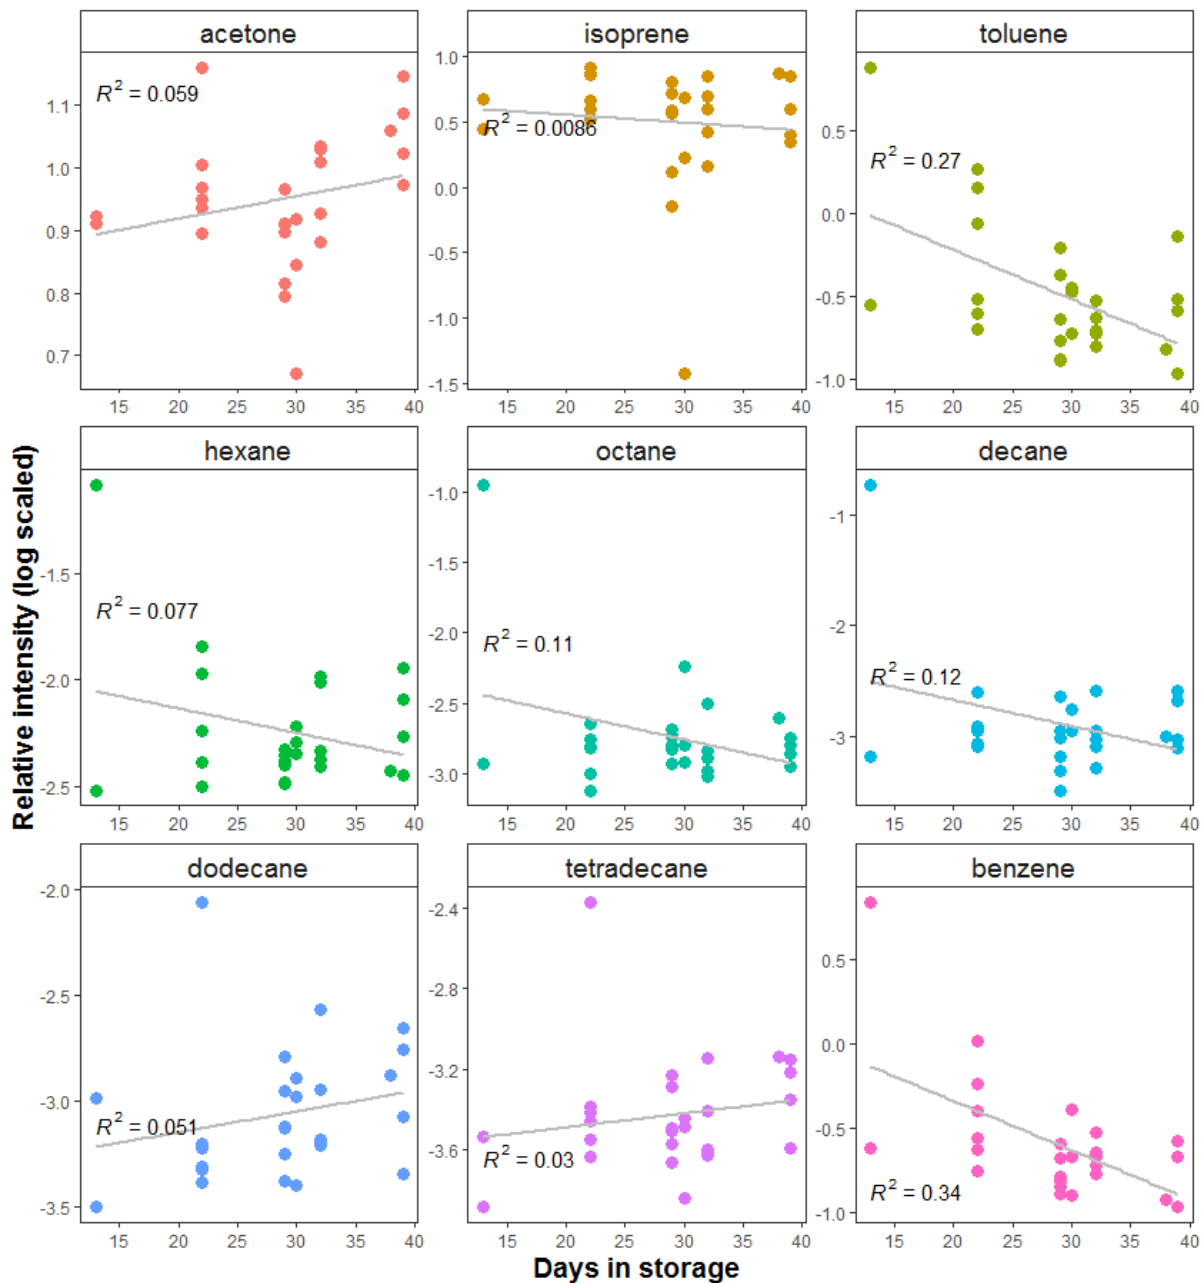 acetone
isoprene
toluene
1.1
1.0
0.9
0.8
0.7
R² = 0.059
15 20 25 30 35 40
1.0
0.5
0.0
-0.5
-1.0
-1.5
R² = 0.0086
15 20 25 30 35 40
0.5
0.0
-0.5
-1.0
R² = 0.27
15 20 25 30 35 40
hexane
octane
decane
-1.5
-2.0
-2.5
R² = 0.077
15 20 25 30 35 40
-1.0
-1.5
-2.0
-2.5
-3.0
R² = 0.11
15 20 25 30 35 40
-1
-2
-3
R² = 0.12
15 20 25 30 35 40
Relative intensity (log scaled)
dodecane
tetradecane
benzene
-2.0
-2.5
-3.0
-3.5
R² = 0.051
15 20 25 30 35 40
-2.4
-2.8
-3.2
-3.6
R² = 0.03
15 20 25 30 35 40
0.5
0.0
-0.5
-1.0
R² = 0.34
15 20 25 30 35 40
Days in storage